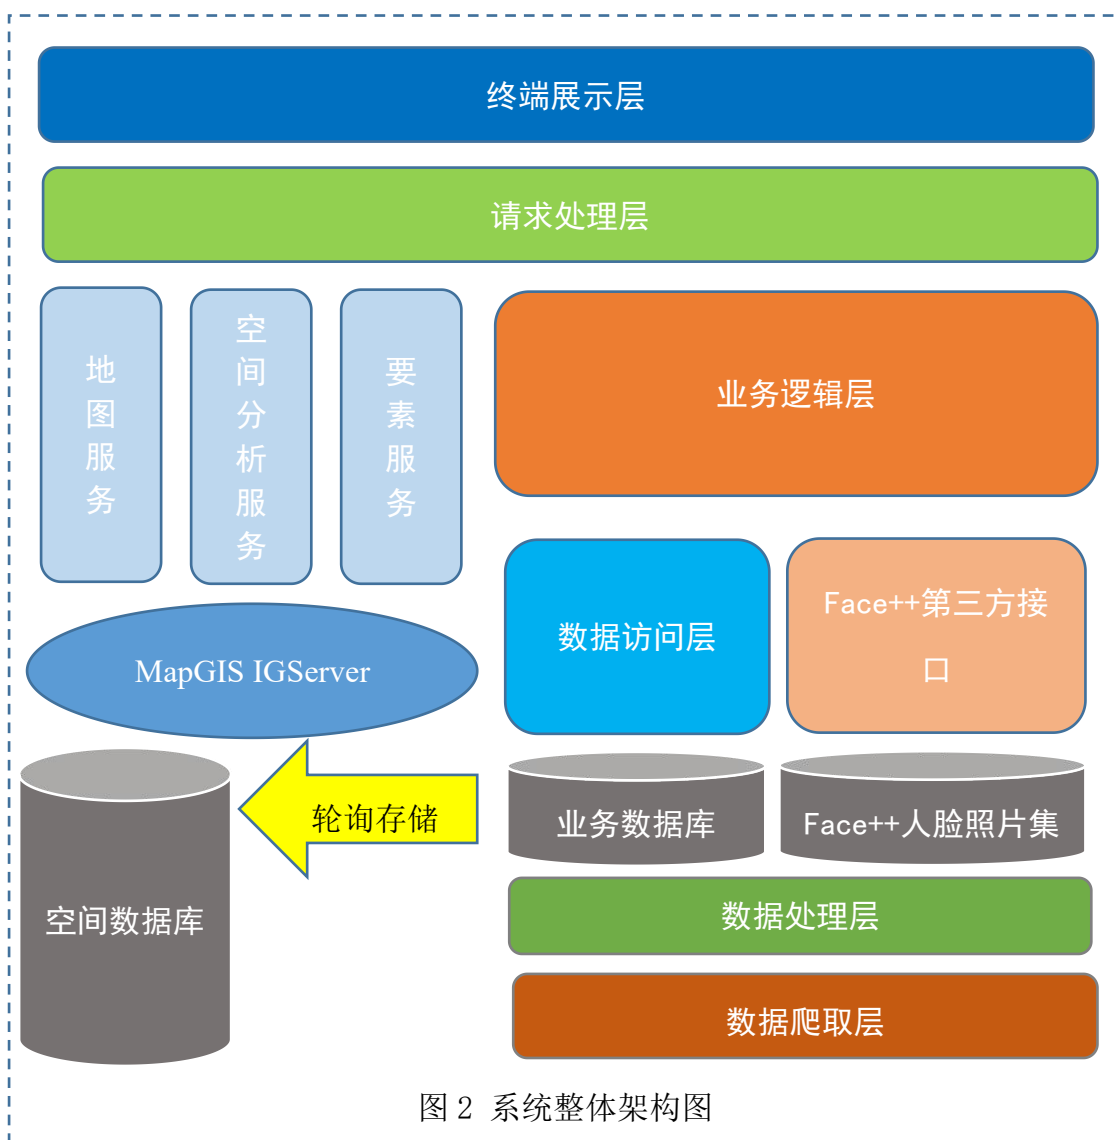 终端展示层
请求处理层
地图服务
空间分析服务
要素服务
业务逻辑层
数据访问层
Face++第三方接
口
MapGIS IGServer
轮询存储
业务数据库
Face++人脸照片集
空间数据库
数据处理层
数据爬取层
图 2 系统整体架构图